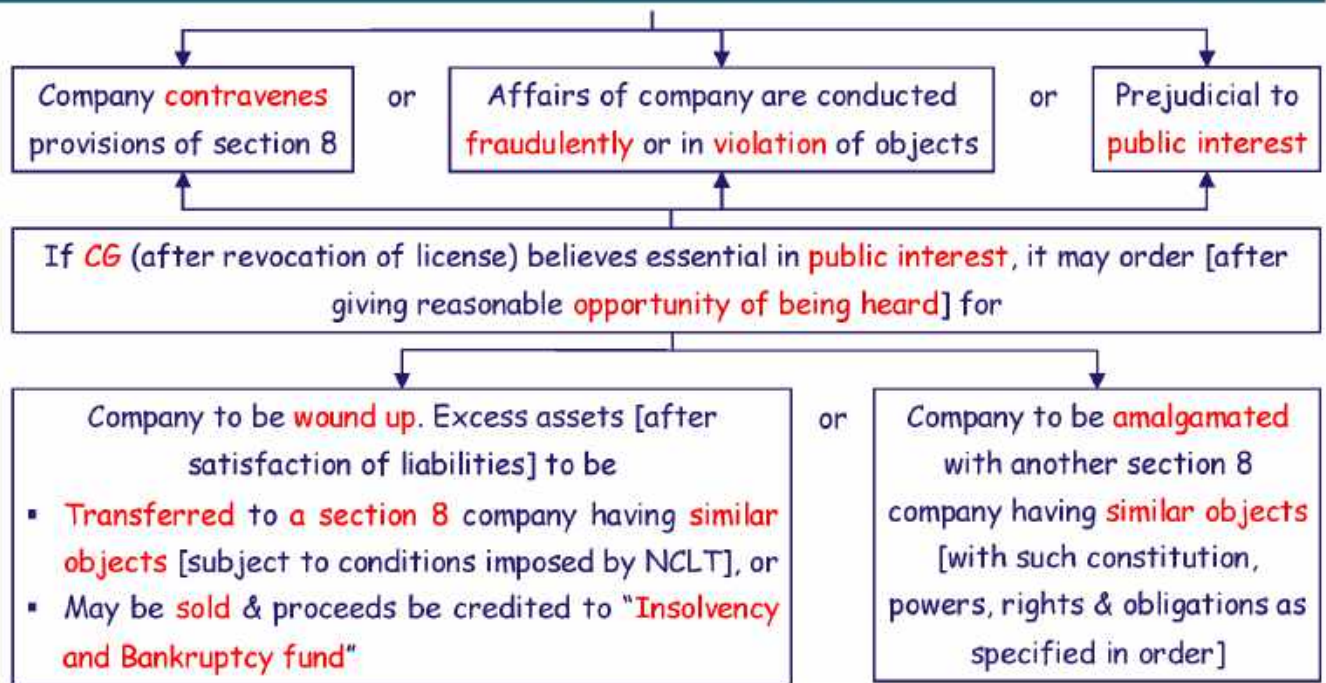 Company contravenes
provisions of section 8
or
Affairs of company are conducted
fraudulently or in violation of objects
or
Prejudicial to
public interest
If CG (after revocation of license) believes essential in public interest, it may order [after
giving reasonable opportunity of being heard] for
Company to be wound up. Excess assets [after
satisfaction of liabilities] to be
▪ Transferred to a section 8 company having similar
objects [subject to conditions imposed by NCLT], or
▪ May be sold & proceeds be credited to “Insolvency
and Bankruptcy fund”
or
Company to be amalgamated
with another section 8
company having similar objects
[with such constitution,
powers, rights & obligations as
specified in order]